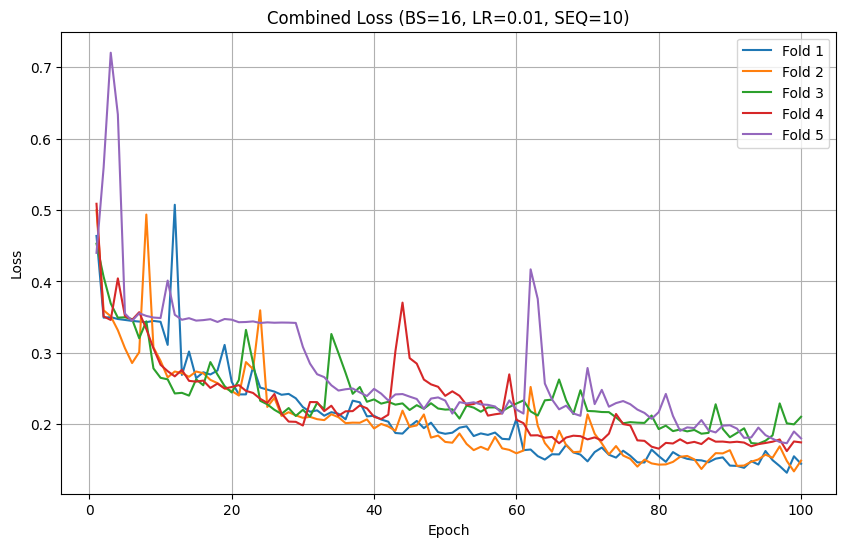 Combined Loss (BS=16, LR=0.01, SEQ=10)
Loss
0.7
0.6
0.5
0.4
0.3
0.2
Fold 1
Fold 2
Fold 3
Fold 4
Fold 5
0 20 40 60 80 100
Epoch